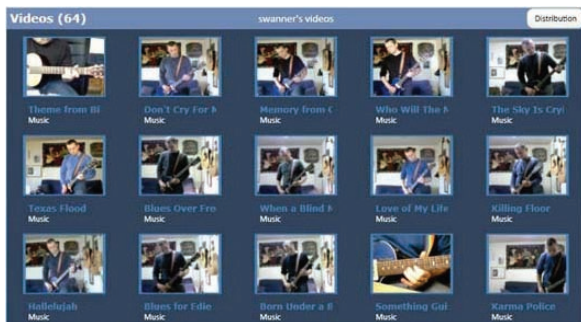 Videos (64) swanner's videos Distribution
Theme from Bl Don't Cry For M Memory from C Who Will The N The Sky Is Cryi
Music Music Music Music Music
Texas Flood Blues Over Fro When a Blind M Love of My Life Killing Floor
Music Music Music Music Music
Hallelujah Blues for Edie Born Under a B Something Gui Karma Police
Music Music Music Music Music